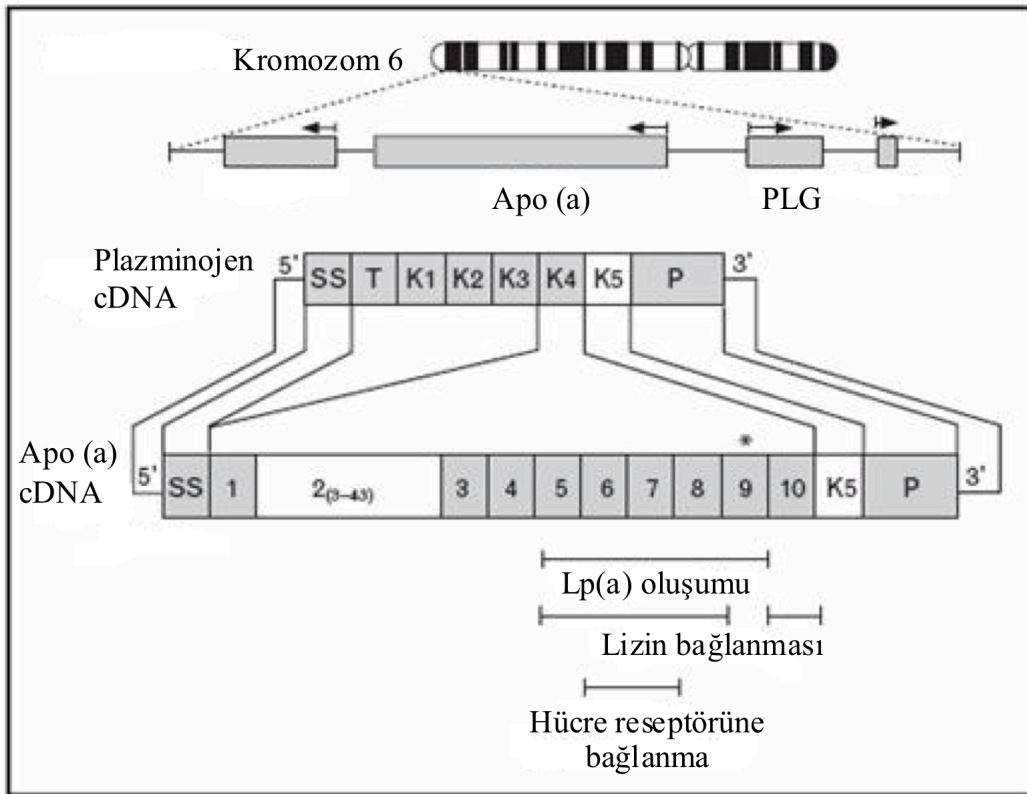 Kromozom 6
Apo (a) PLG
Plazminojen
cDNA
5' SS T K1 K2 K3 K4 K5 P 3'
*
Apo (a)
cDNA
5' SS 1 2(3-43) 3 4 5 6 7 8 9 10 K5 P 3'
Lp(a) oluşumu
Lizin bağlanması
Hücre reseptörüne
bağlanma